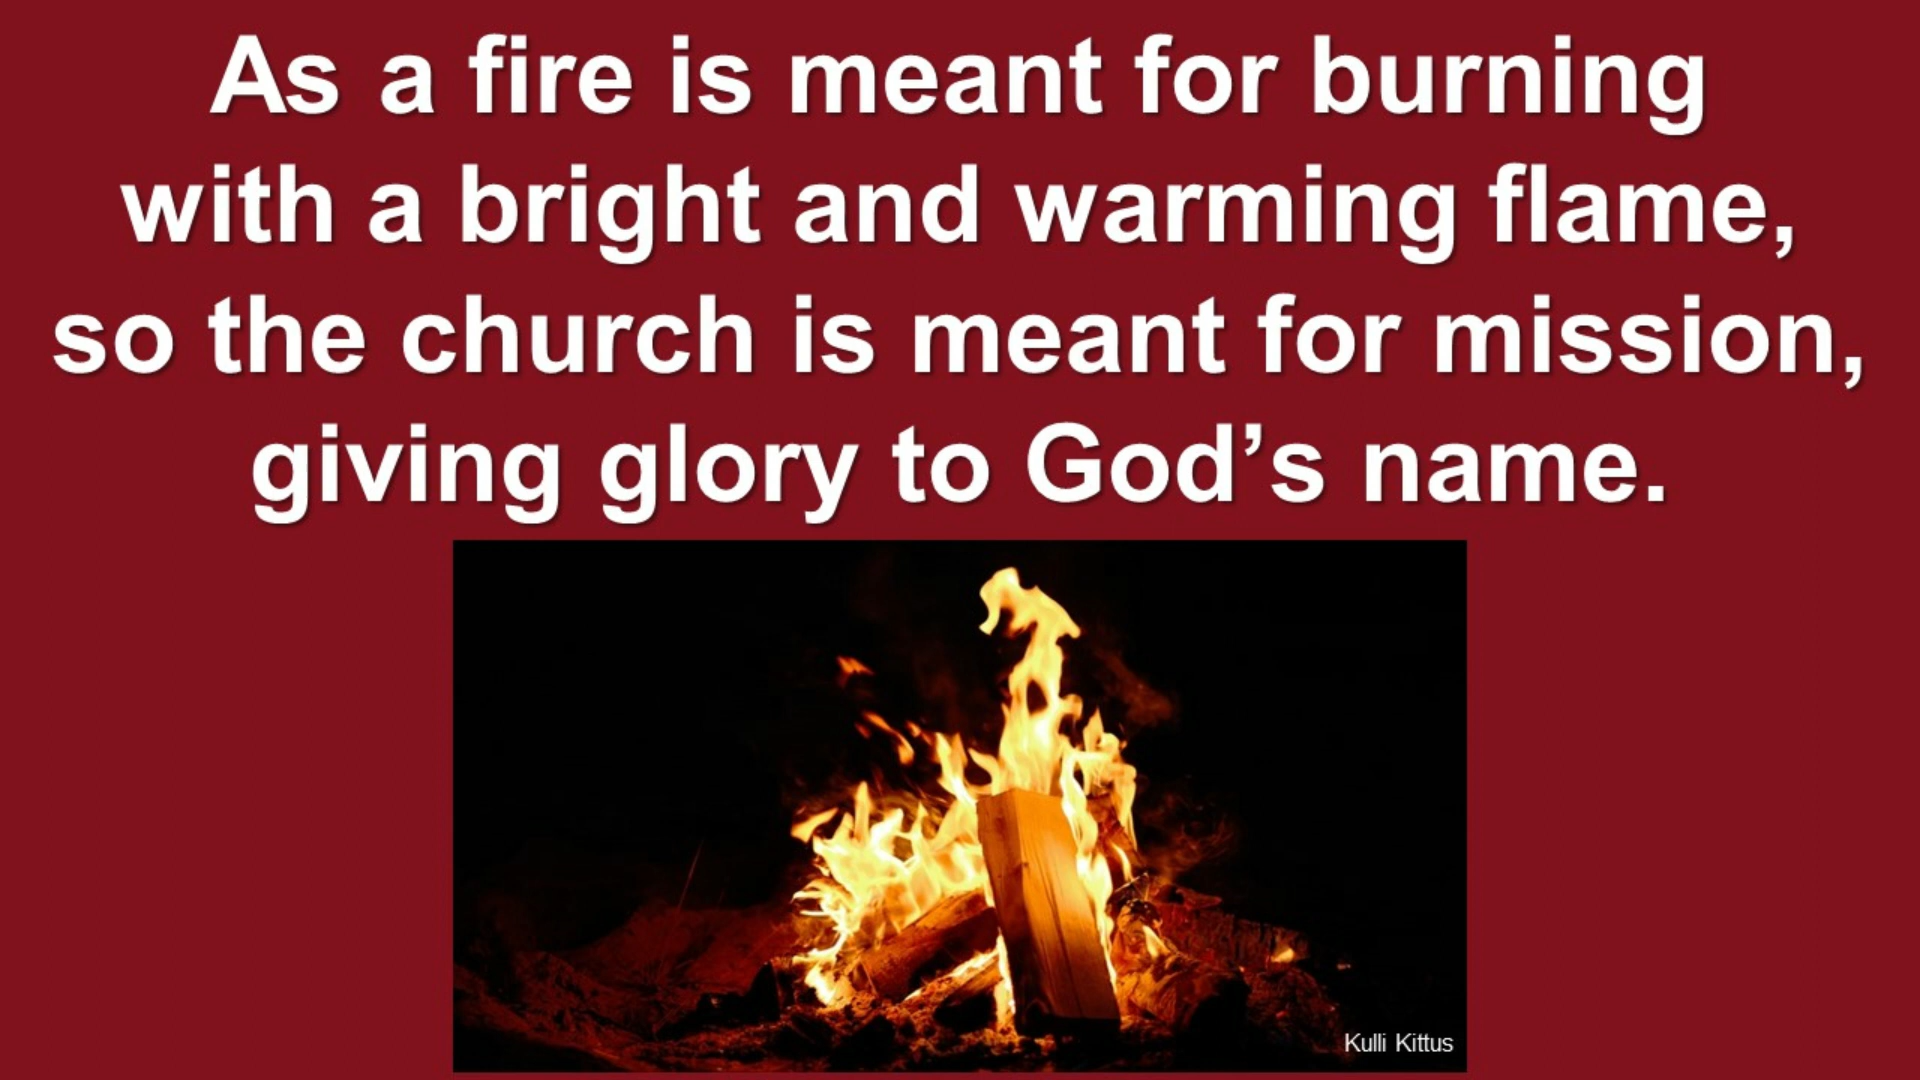 As a fire is meant for burning
with a bright and warming flame,
so the church is meant for mission,
giving glory to God’s name.
Kulli Kittus